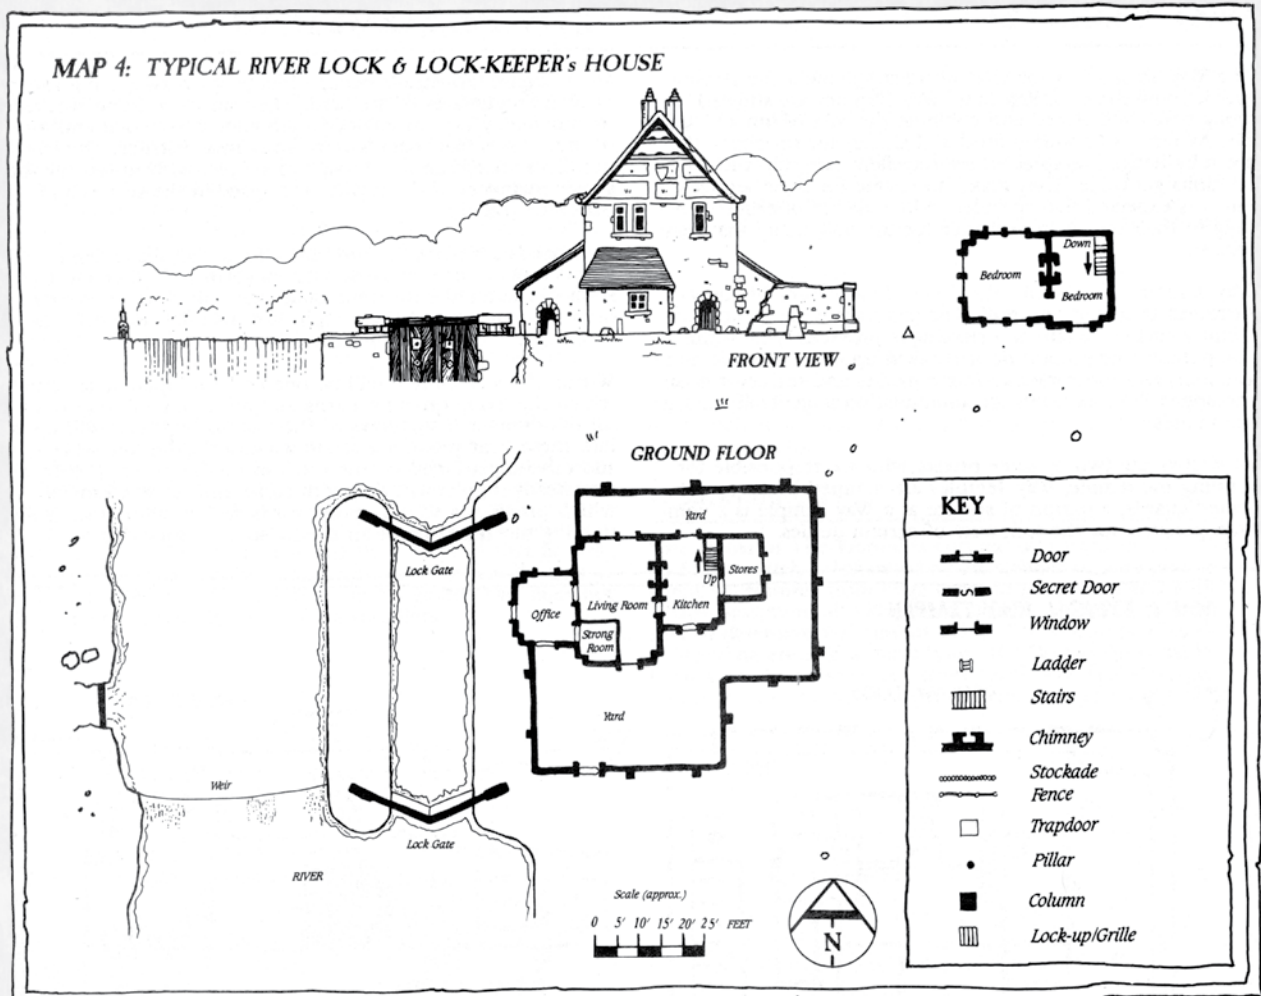 MAP 4: TYPICAL RIVER LOCK & LOCK-KEEPER's HOUSE
Down
Bedroom
Bedroom
FRONT VIEW
GROUND FLOOR
Yard
Lock Gate
Up
Stores
Office
Living Room
Kitchen
Strong
Room
Yard
Weir
Lock Gate
RIVER
Scale (approx.)
0 5' 10' 15' 20' 25' FEET
N
KEY
Door
Secret Door
Window
Ladder
Stairs
Chimney
Stockade
Fence
Trapdoor
Pillar
Column
Lock-up/Grille